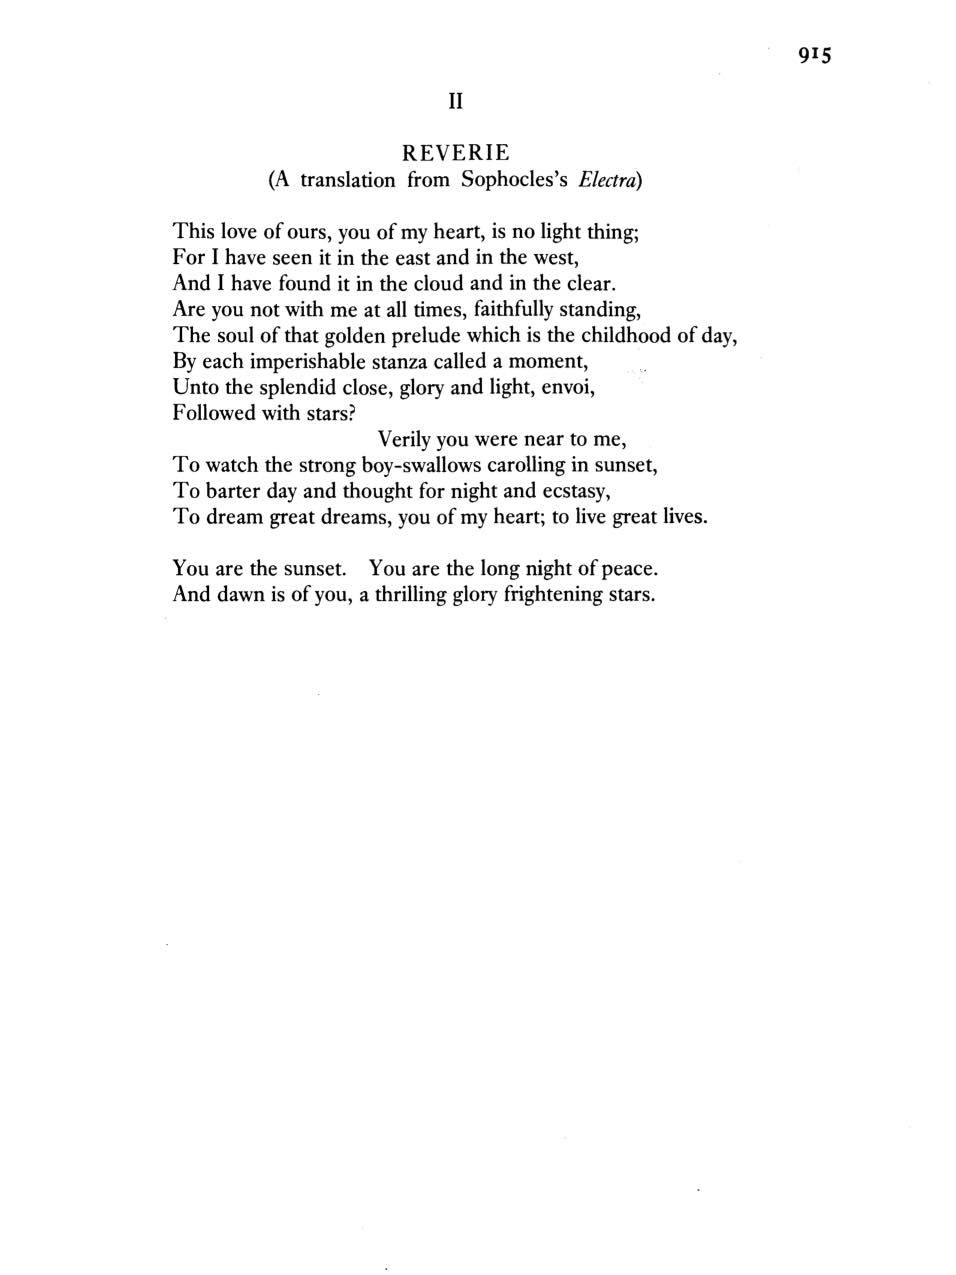 915
II
REVERIE
(A translation from Sophocles's Electra)
This love of ours, you of my heart, is no light thing;
For I have seen it in the east and in the west,
And I have found it in the cloud and in the clear.
Are you not with me at all times, faithfully standing,
The soul of that golden prelude which is the childhood of day,
By each imperishable stanza called a moment,
Unto the splendid close, glory and light, envoi,
Followed with stars?
Verily you were near to me,
To watch the strong boy-swallows carolling in sunset,
To barter day and thought for night and ecstasy,
To dream great dreams, you of my heart; to live great lives.
You are the sunset. You are the long night of peace.
And dawn is of you, a thrilling glory frightening stars.